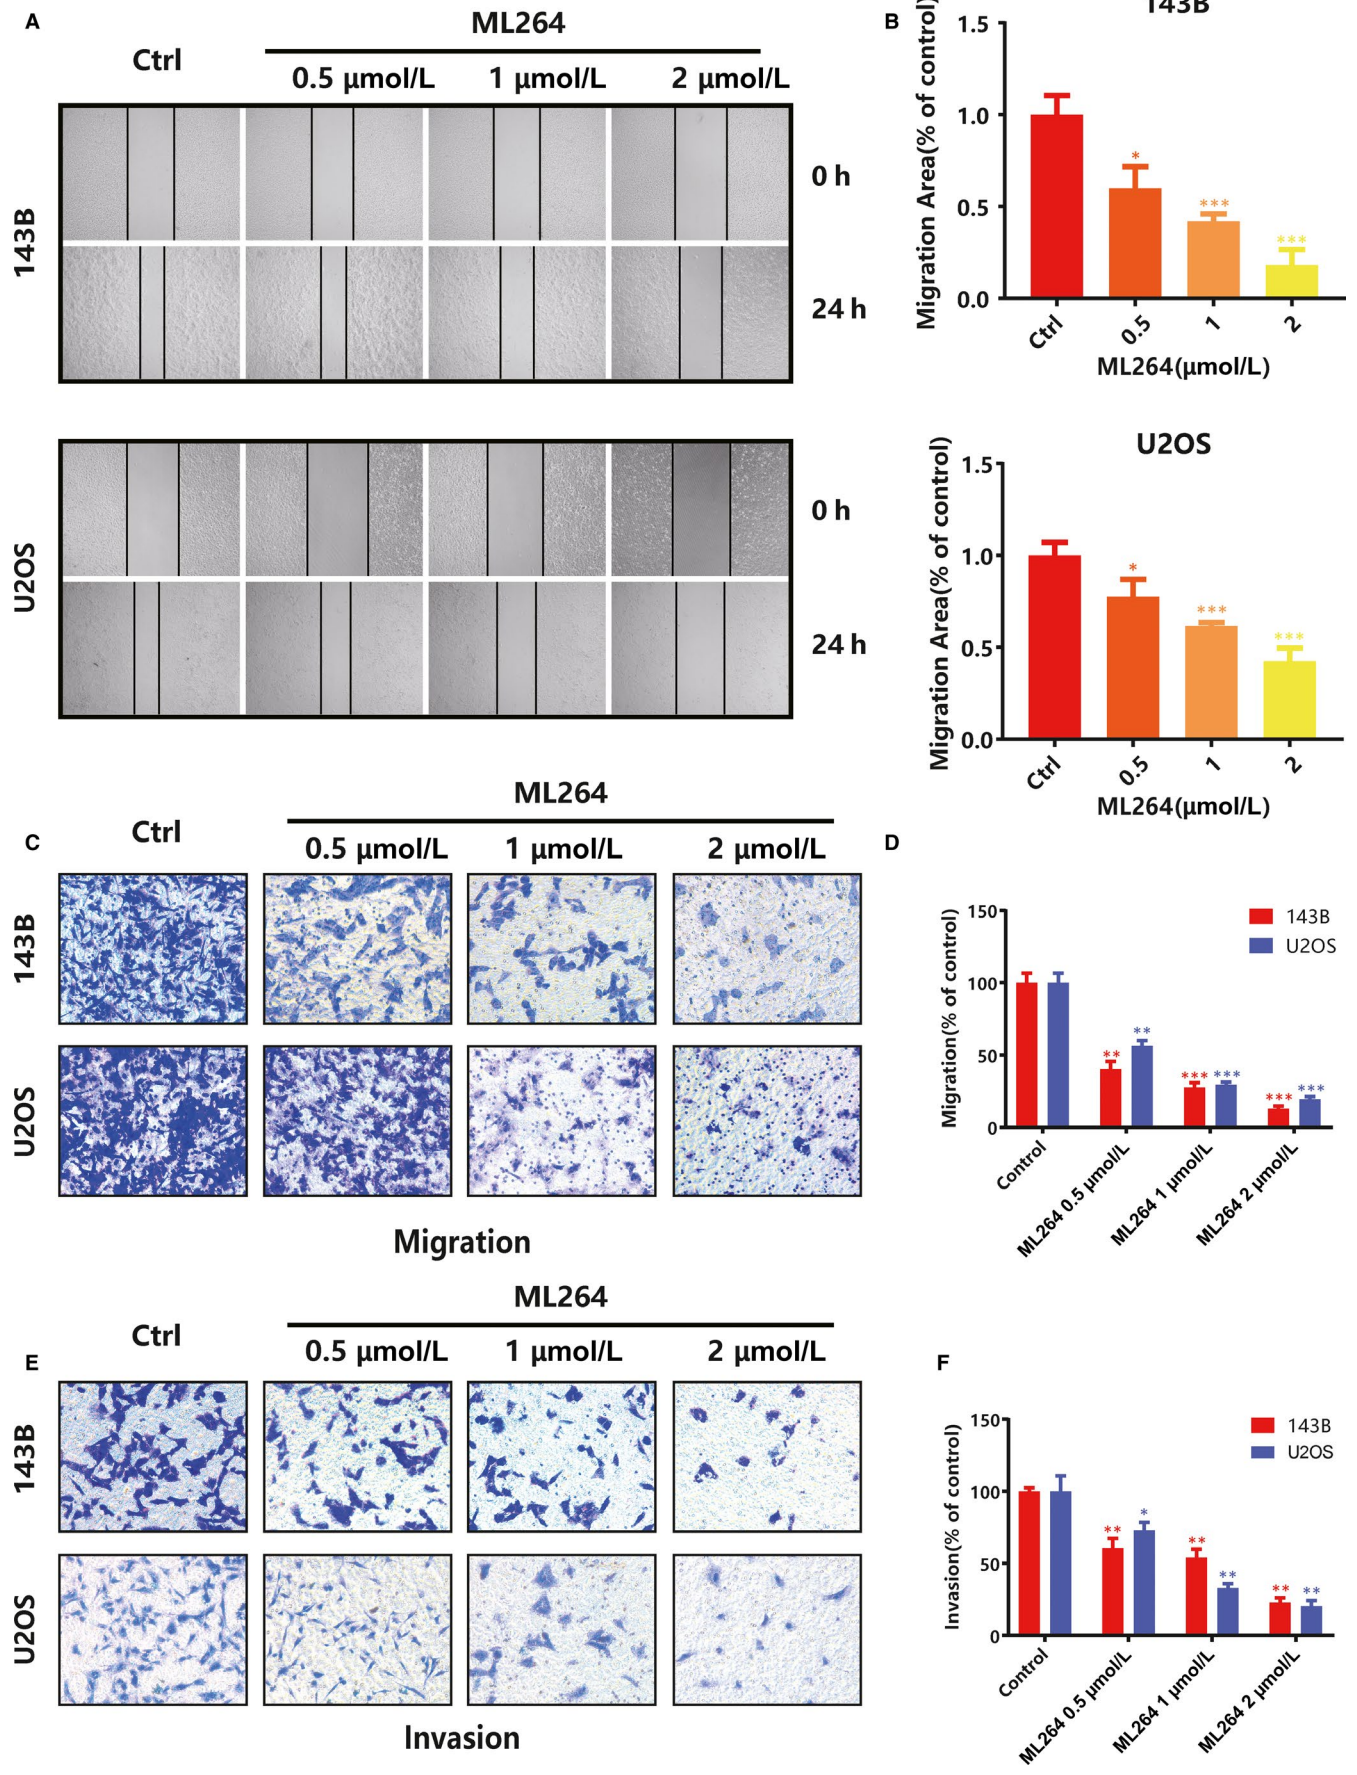 A
ML264
Ctrl
0.5 µmol/L 1 µmol/L 2 µmol/L
143B
0 h
24 h
U2OS
0 h
24 h
B
143B
Migration Area(% of control)
1.5
1.0
0.5
0.0
*
***
***
Ctrl
0.5
1
2
ML264(µmol/L)
U2OS
Migration Area(% of control)
1.5
1.0
0.5
0.0
*
***
***
Ctrl
0.5
1
2
ML264(µmol/L)
C
ML264
Ctrl
0.5 µmol/L 1 µmol/L 2 µmol/L
143B
U2OS
Migration
D
143B
U2OS
Migration(% of control)
150
100
50
0
** **
*** ***
*** ***
Control
ML264 0.5 µmol/L
ML264 1 µmol/L
ML264 2 µmol/L
E
ML264
Ctrl
0.5 µmol/L 1 µmol/L 2 µmol/L
143B
U2OS
Invasion
F
143B
U2OS
Invasion(% of control)
150
100
50
0
** *
** **
** **
Control
ML264 0.5 µmol/L
ML264 1 µmol/L
ML264 2 µmol/L